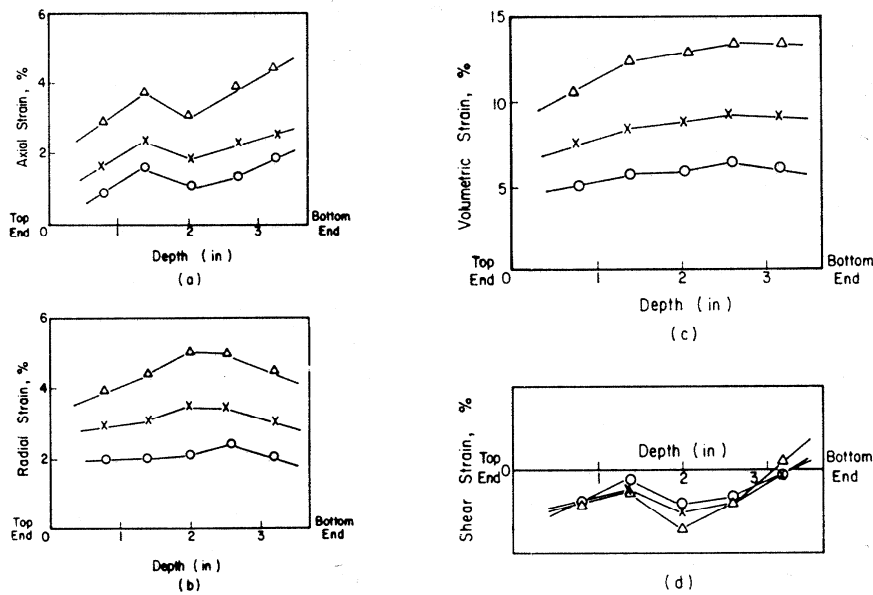 6
4
2
0
Axial Strain, %
Top
End
1
2
3
Bottom
End
Depth (in)
(a)
6
4
2
0
Radial Strain, %
Top
End
1
2
3
Bottom
End
Depth (in)
(b)
15
10
5
0
Volumetric Strain, %
Top
End
1
2
3
Bottom
End
Depth (in)
(c)
Shear Strain, %
Depth (in)
Top
End
0
1
2
3
Bottom
End
(d)